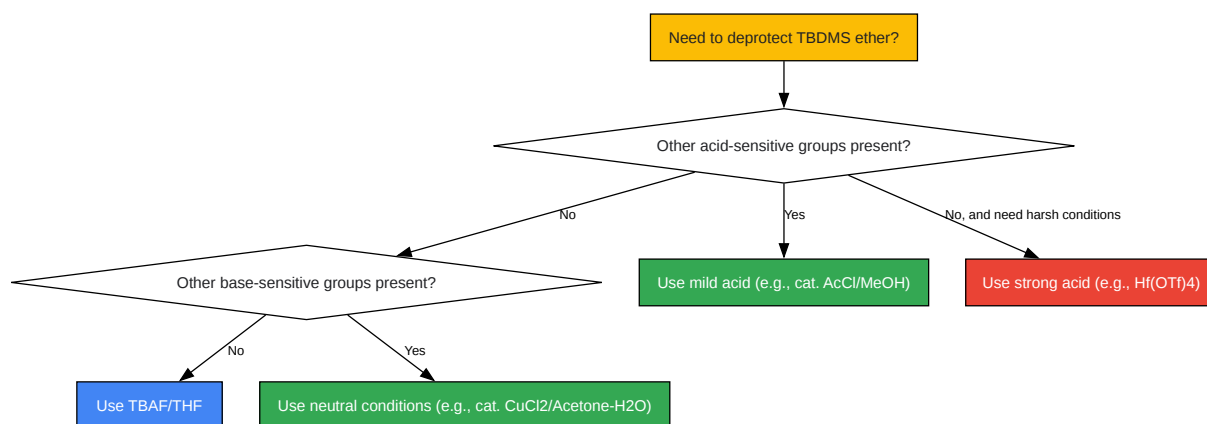 Need to deprotect TBDMS ether?
Other acid-sensitive groups present?
No
Yes
No, and need harsh conditions
Other base-sensitive groups present?
Use mild acid (e.g., cat. AcCl/MeOH)
Use strong acid (e.g., Hf(OTf)4)
No
Yes
Use TBAF/THF
Use neutral conditions (e.g., cat. CuCl2/Acetone-H2O)